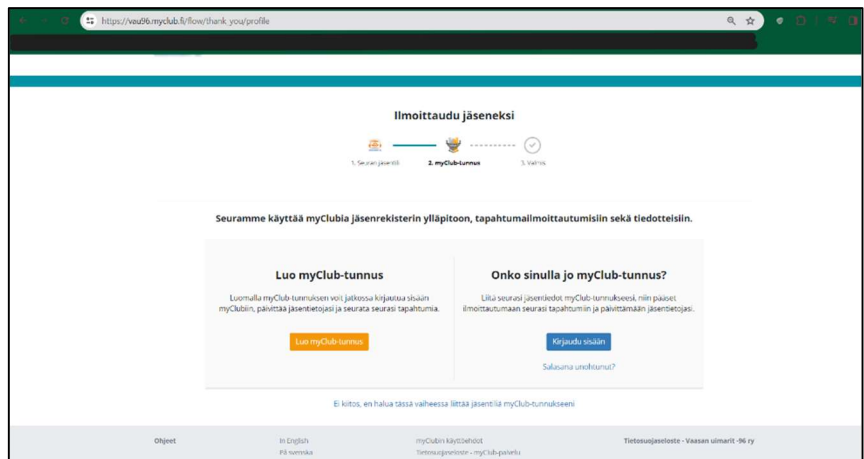 https://vau96.myclub.fi/flow/thank_you/profile
Ilmoittaudu jäseneksi
1. Seuran jäsentili
2. myClub-tunnus
3. Valmis
Seuramme käyttää myClubia jäsenrekisterin ylläpitoon, tapahtumailmoittautumisiin sekä tiedotteisiin.
Luo myClub-tunnus
Luomalla myClub-tunnuksen voit jatkossa kirjautua sisään
myClubiin, päivittää jäsentietojasi ja seurata seurasi tapahtumia.
Luo myClub-tunnus
Onko sinulla jo myClub-tunnus?
Liitä seurasi jäsentiedot myClub-tunnukseesi, niin pääset
ilmoittautumaan seurasi tapahtumiin ja päivittämään jäsentietojasi.
Kirjaudu sisään
Salasana unohtunut?
Ei kiitos, en halua tässä vaiheessa liittää jäsentiliä myClub-tunnukseeni
Ohjeet
In English
På svenska
myClubin käyttöehdot
Tietosuojaseloste - myClub-palvelu
Tietosuojaseloste - Vaasan uimarit -96 ry